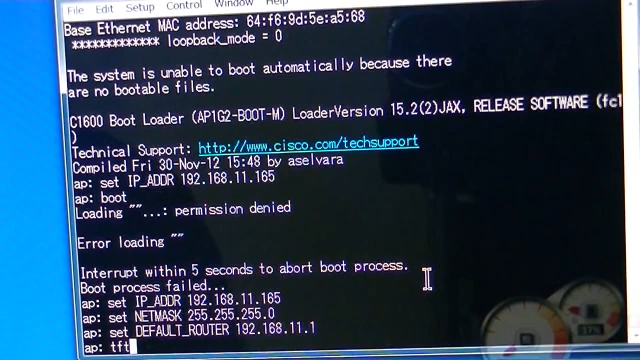 File Edit Setup Control Window Help
Base Ethernet MAC address: 64:f6:9d:5e:a5:68
************* loopback_mode = 0
The system is unable to boot automatically because there
are no bootable files.
C1600 Boot Loader (AP1G2-BOOT-M) LoaderVersion 15.2(2)JAX, RELEASE SOFTWARE (fc1
)
Technical Support: http://www.cisco.com/techsupport
Compiled Fri 30-Nov-12 15:48 by aselvara
ap: set IP_ADDR 192.168.11.165
ap: boot
Loading ""...: permission denied
Error loading ""
Interrupt within 5 seconds to abort boot process.
Boot process failed...
ap: set IP_ADDR 192.168.11.165
ap: set NETMASK 255.255.255.0
ap: set DEFAULT_ROUTER 192.168.11.1
ap: tft